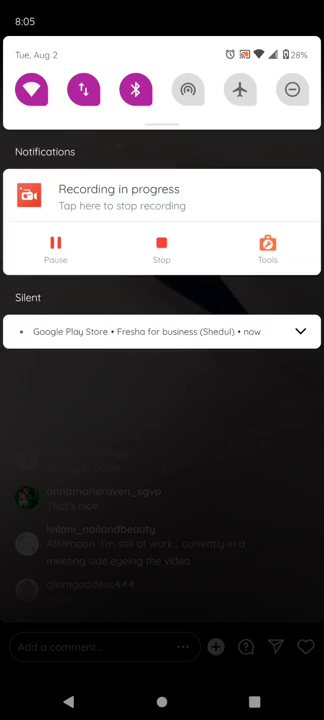 8:05
Tue, Aug 2
28%
Notifications
Recording in progress
Tap here to stop recording
Pause
Stop
Tools
Silent
Google Play Store • Fresha for business (Shedul) • now
annamarieraven_sgvp
That's nice
leilani_nailandbeauty
Afternoon. I'm still at work... currently in a
meeting side eyeing the video
glamgoddess444
Add a comment...